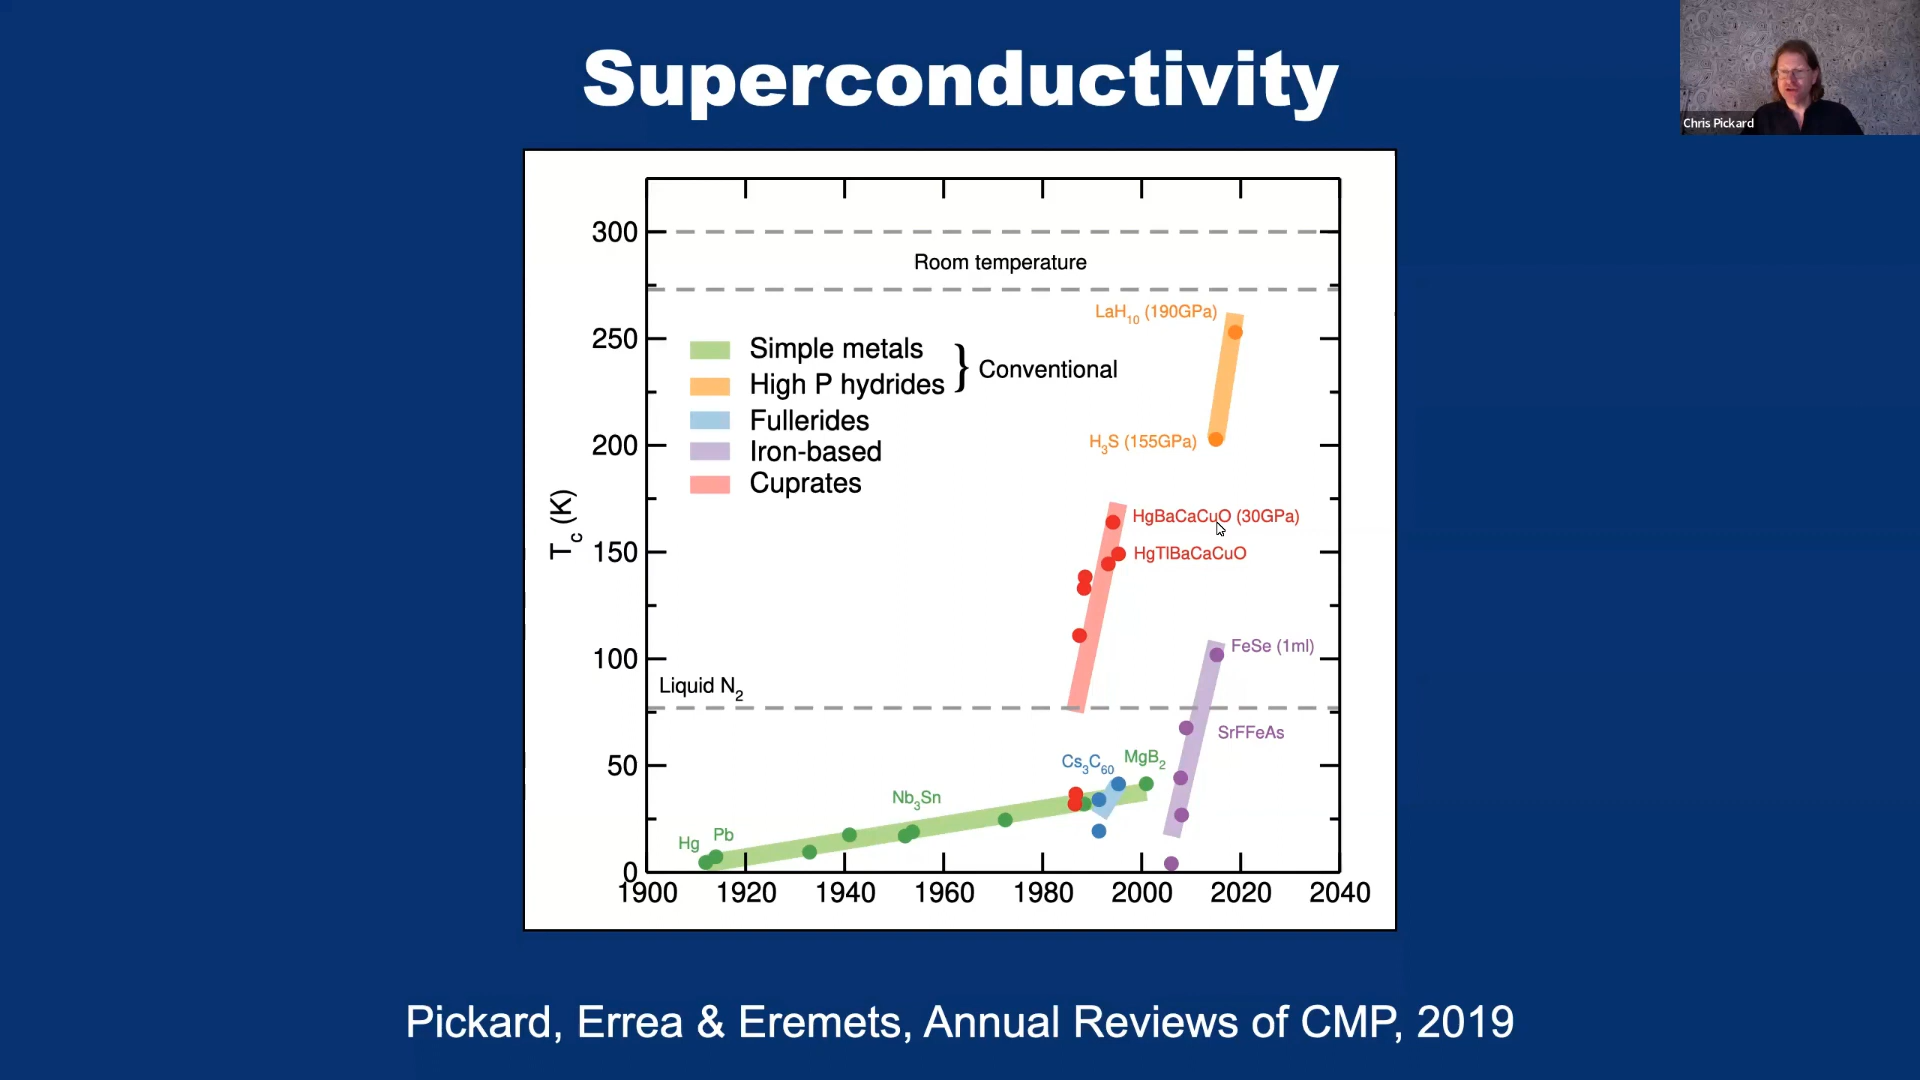 Superconductivity
Chris Pickard
300
Room temperature
LaH10 (190GPa)
250
Simple metals
High P hydrides
} Conventional
Fullerides
Iron-based
Cuprates
200
H3S (155GPa)
HgBaCaCuO (30GPa)
150
HgTlBaCaCuO
Tc (K)
100
FeSe (1ml)
Liquid N2
SrFFeAs
50
Cs3C60
MgB2
Nb3Sn
Hg
Pb
0
1900 1920 1940 1960 1980 2000 2020 2040
Pickard, Errea & Eremets, Annual Reviews of CMP, 2019